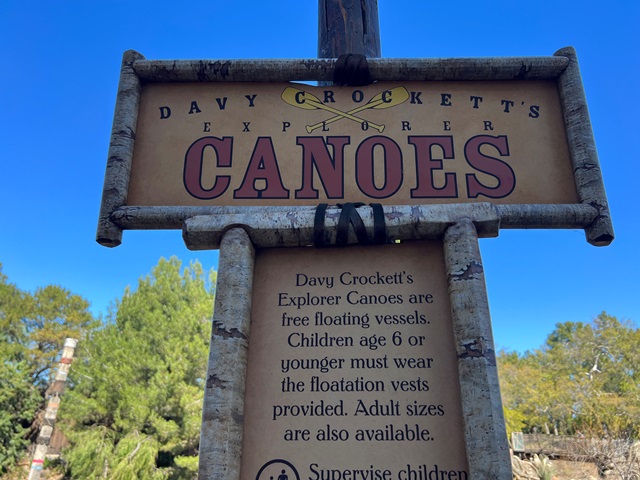 DAVY CROCKETT'S
EXPLORER
CANOES
Davy Crockett's
Explorer Canoes are
free floating vessels.
Children age 6 or
younger must wear
the floatation vests
provided. Adult sizes
are also available.
Supervise children